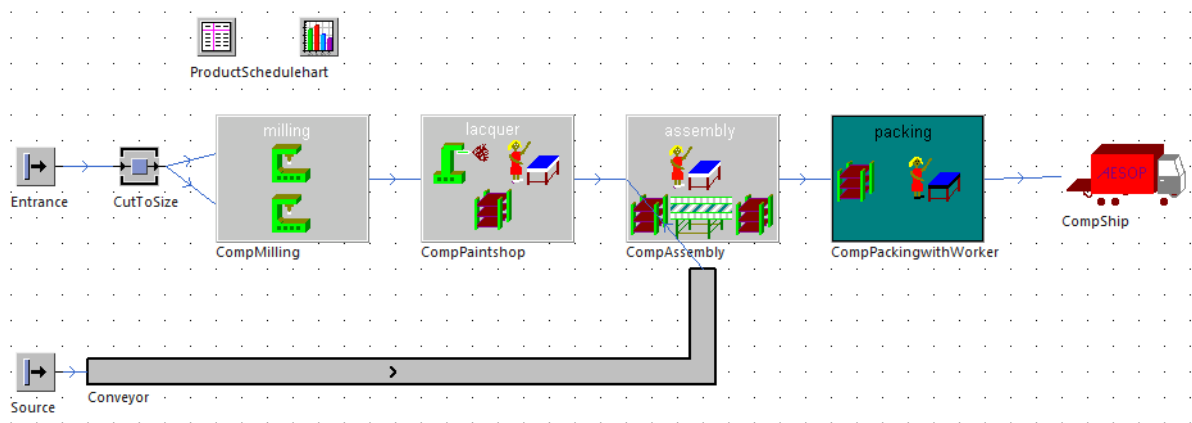 ProductSchedulehart
milling
lacquer
assembly
packing
AESOP
Entrance
CutToSize
CompMilling
CompPaintshop
CompAssembly
CompPackingwithWorker
CompShip
Source
Conveyor